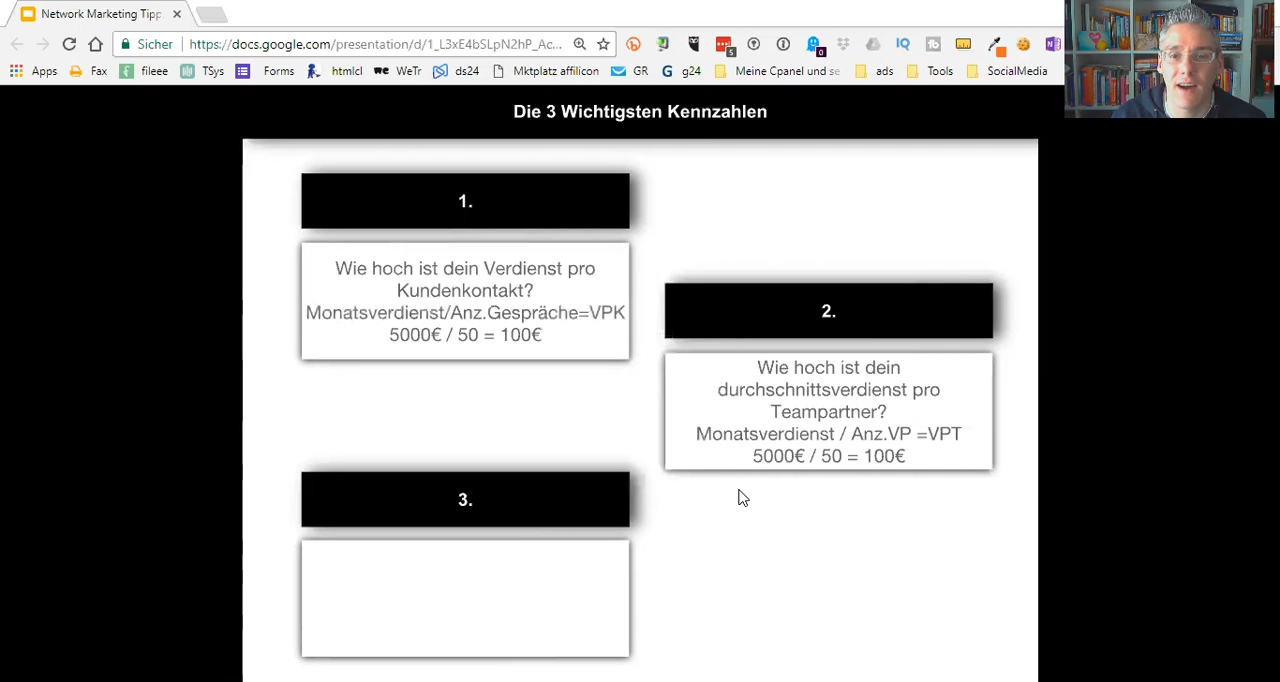 Network Marketing Tipp
Sicher
https://docs.google.com/presentation/d/1_L3xE4bSLpN2hP_Ac...
5
0
IQ
Apps
Fax
fileee
TSys
Forms
htmlcl
WeTr
ds24
Mktplatz affilicon
GR
g24
Meine Cpanel und se
ads
Tools
SocialMedia
Die 3 Wichtigsten Kennzahlen
1.
Wie hoch ist dein Verdienst pro
Kundenkontakt?
Monatsverdienst/Anz.Gespräche=VPK
5000€ / 50 = 100€
2.
Wie hoch ist dein
durchschnittsverdienst pro
Teampartner?
Monatsverdienst / Anz.VP =VPT
5000€ / 50 = 100€
3.